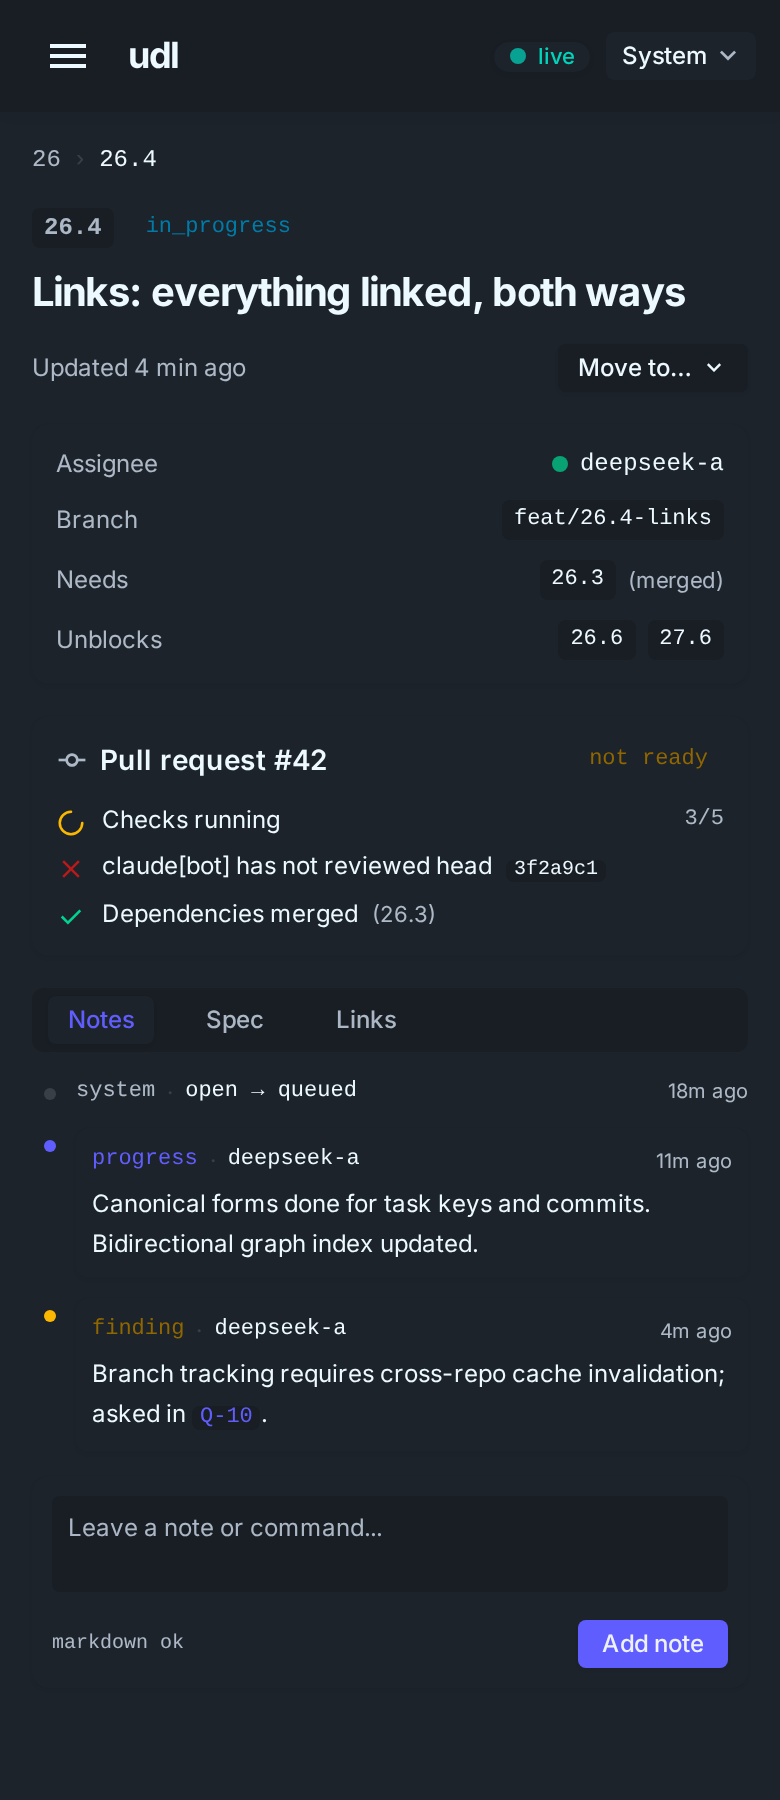 udl live System
26 › 26.4
26.4 in_progress
Links: everything linked, both ways
Updated 4 min ago Move to...
Assignee deepseek-a
Branch feat/26.4-links
Needs 26.3 (merged)
Unblocks 26.6 27.6
Pull request #42 not ready
Checks running 3/5
claude[bot] has not reviewed head 3f2a9c1
Dependencies merged (26.3)
Notes Spec Links
system · open → queued 18m ago
progress · deepseek-a 11m ago
Canonical forms done for task keys and commits.
Bidirectional graph index updated.
finding · deepseek-a 4m ago
Branch tracking requires cross-repo cache invalidation;
asked in Q-10.
Leave a note or command...
markdown ok Add note